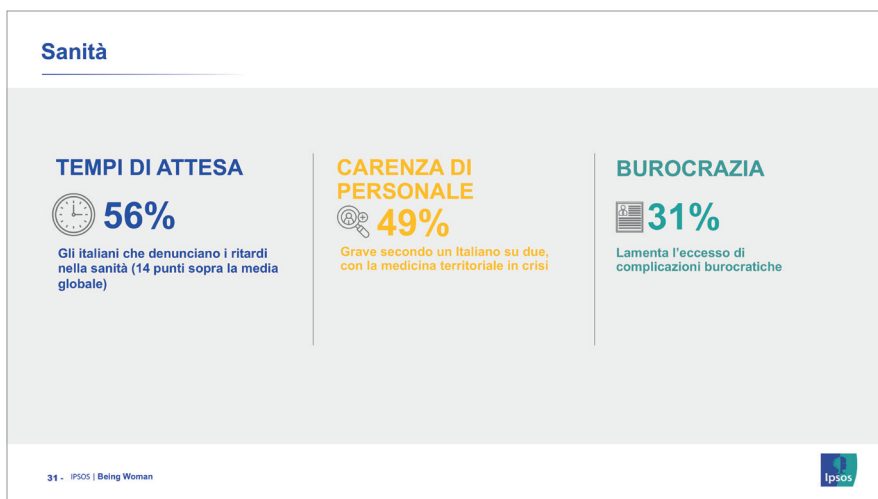 Sanità
TEMPI DI ATTESA
56%
Gli italiani che denunciano i ritardi
nella sanità (14 punti sopra la media
globale)
CARENZA DI
PERSONALE
49%
Grave secondo un Italiano su due,
con la medicina territoriale in crisi
BUROCRAZIA
31%
Lamenta l'eccesso di
complicazioni burocratiche
31 - IPSOS | Being Woman
Ipsos